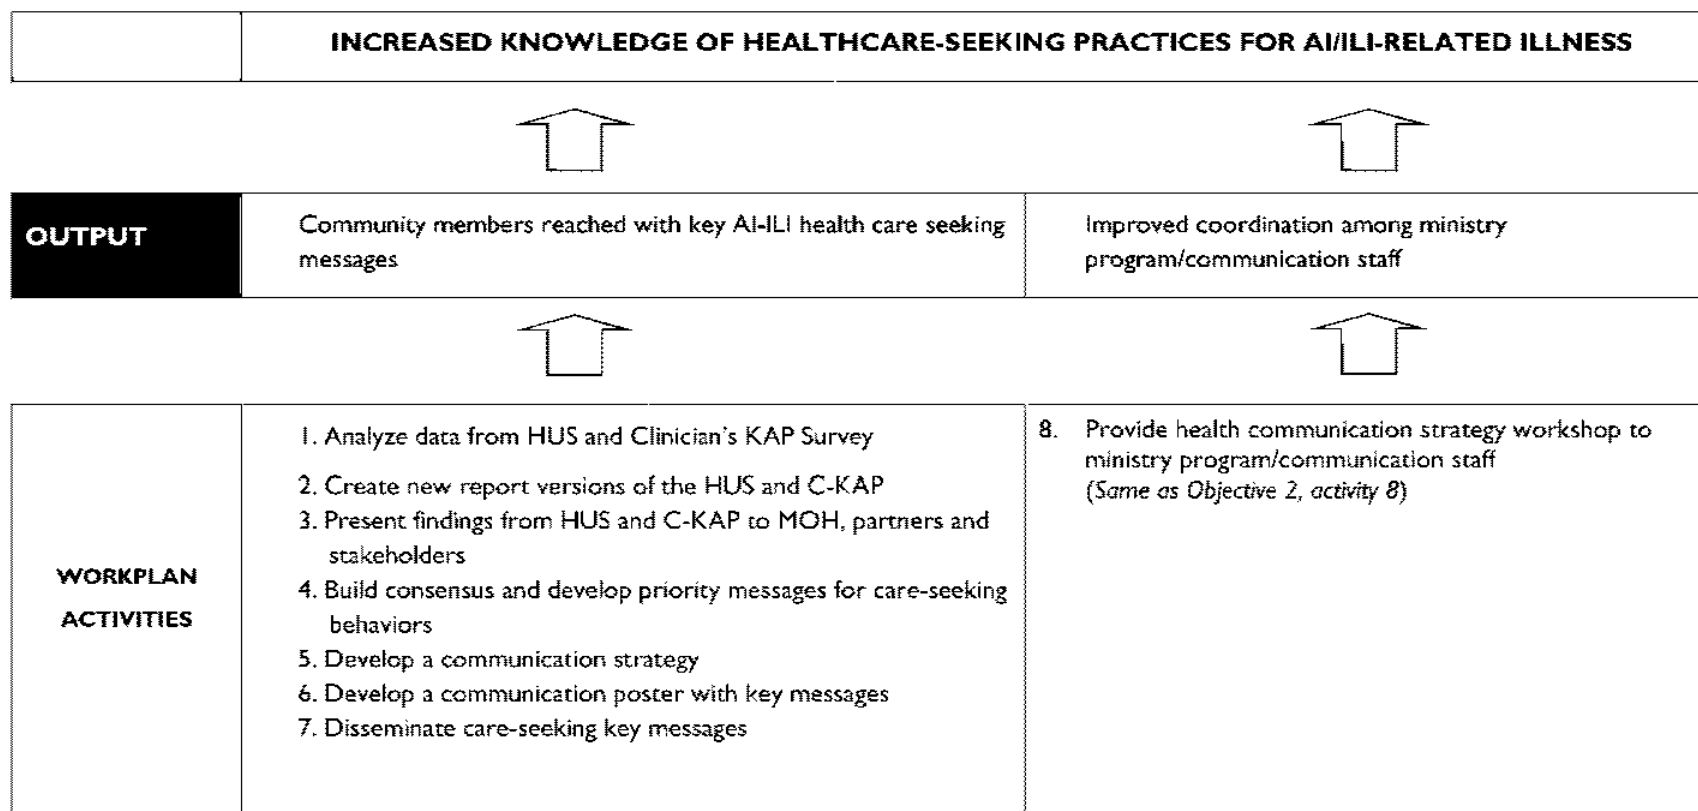 INCREASED KNOWLEDGE OF HEALTHCARE-SEEKING PRACTICES FOR AI/ILI-RELATED ILLNESS
OUTPUT
Community members reached with key AI-ILI health care seeking
messages
Improved coordination among ministry
program/communication staff
WORKPLAN
ACTIVITIES
1. Analyze data from HUS and Clinician's KAP Survey
2. Create new report versions of the HUS and C-KAP
3. Present findings from HUS and C-KAP to MOH, partners and
stakeholders
4. Build consensus and develop priority messages for care-seeking
behaviors
5. Develop a communication strategy
6. Develop a communication poster with key messages
7. Disseminate care-seeking key messages
8. Provide health communication strategy workshop to
ministry program/communication staff
(Same as Objective 2, activity 8)